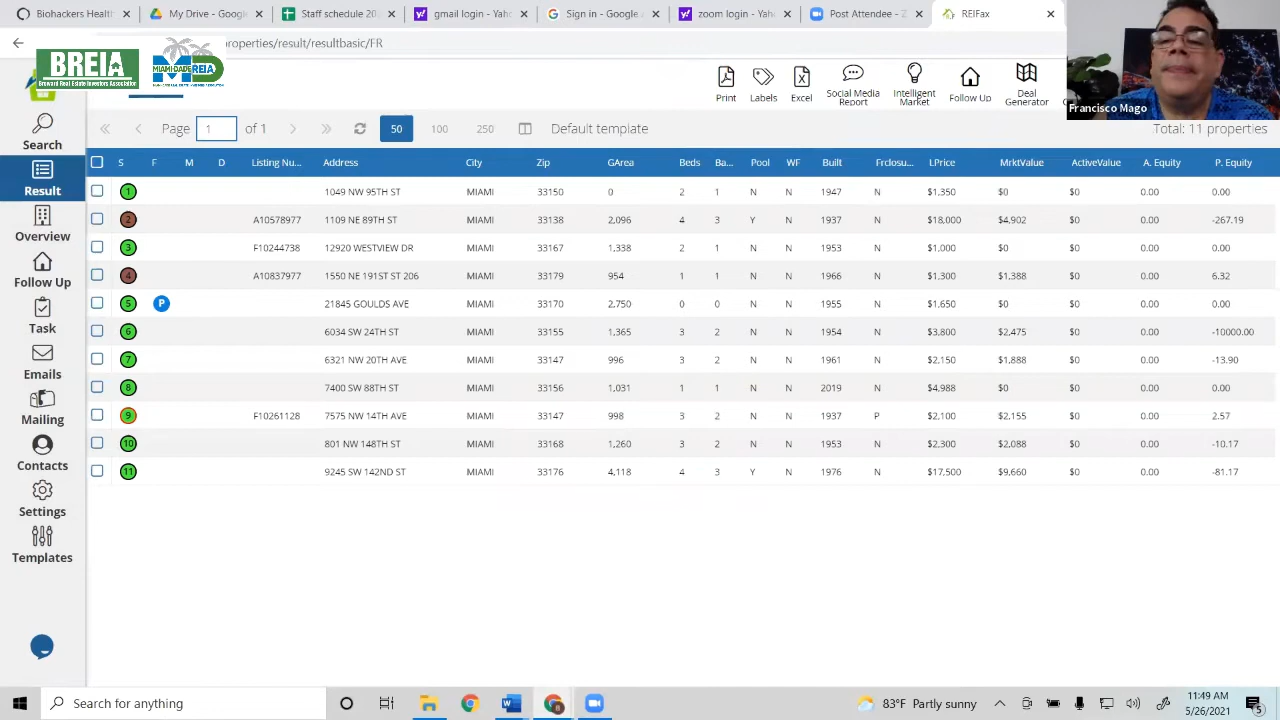 Biohackers
My Drive - Google
Staff schedule 20
gmail login - Yaho
Sign in - Google
zoom login - Yaho
Postattendee - Z
REIFax
properties/result/resultbasic/FR
BREIA
Broward Real Estate Investors Association
MIAMI-DADE REIA
Francisco Mago
Print
Labels
Excel
Social Media Report
Intelligent Market
Follow Up
Deal Generator
Page 1 of 1
50 100 250
Default template
Total: 11 properties
Search
Result
Overview
Follow Up
Task
Emails
Mailing
Contacts
Settings
Templates
S F M D Listing Nu... Address City Zip GArea Beds Ba... Pool WF Built Frclosu... LPrice MrktValue ActiveValue A. Equity P. Equity
1 1049 NW 95TH ST MIAMI 33150 0 2 1 N N 1947 N $1,350 $0 $0 0.00 0.00
2 A10578977 1109 NE 89TH ST MIAMI 33138 2,096 4 3 Y N 1937 N $18,000 $4,902 $0 0.00 -267.19
3 F10244738 12920 WESTVIEW DR MIAMI 33167 1,338 2 1 N N 1953 N $1,000 $0 $0 0.00 0.00
4 A10837977 1550 NE 191ST ST 206 MIAMI 33179 954 1 1 N N 1966 N $1,300 $1,388 $0 0.00 6.32
5 P 21845 GOULDS AVE MIAMI 33170 2,750 0 0 N N 1955 N $1,650 $0 $0 0.00 0.00
6 6034 SW 24TH ST MIAMI 33155 1,365 3 2 N N 1954 N $3,800 $2,475 $0 0.00 -10000.00
7 6321 NW 20TH AVE MIAMI 33147 996 3 2 N N 1961 N $2,150 $1,888 $0 0.00 -13.90
8 7400 SW 88TH ST MIAMI 33156 1,031 1 1 N N 2019 N $4,988 $0 $0 0.00 0.00
9 F10261128 7575 NW 14TH AVE MIAMI 33147 998 3 2 N N 1937 P $2,100 $2,155 $0 0.00 2.57
10 801 NW 148TH ST MIAMI 33168 1,260 3 2 N N 1953 N $2,300 $2,088 $0 0.00 -10.17
11 9245 SW 142ND ST MIAMI 33176 4,118 4 3 Y N 1976 N $17,500 $9,660 $0 0.00 -81.17
Search for anything
83°F Partly sunny
11:49 AM
5/26/2021
5